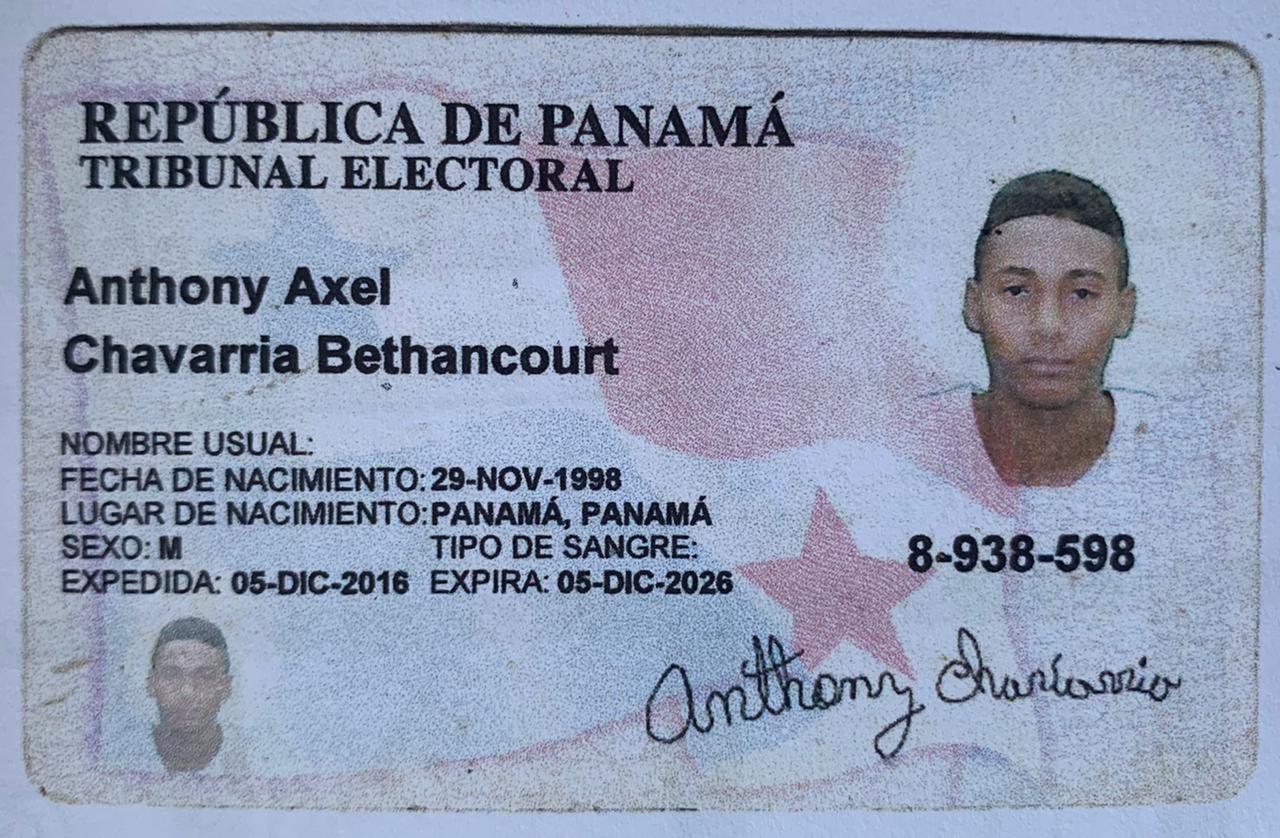 REPÚBLICA DE PANAMÁ
TRIBUNAL ELECTORAL
Anthony Axel
Chavarria Bethancourt
NOMBRE USUAL:
FECHA DE NACIMIENTO: 29-NOV-1998
LUGAR DE NACIMIENTO: PANAMÁ, PANAMÁ
SEXO: M TIPO DE SANGRE:
EXPEDIDA: 05-DIC-2016 EXPIRA: 05-DIC-2026
8-938-598
Anthony Chavarria